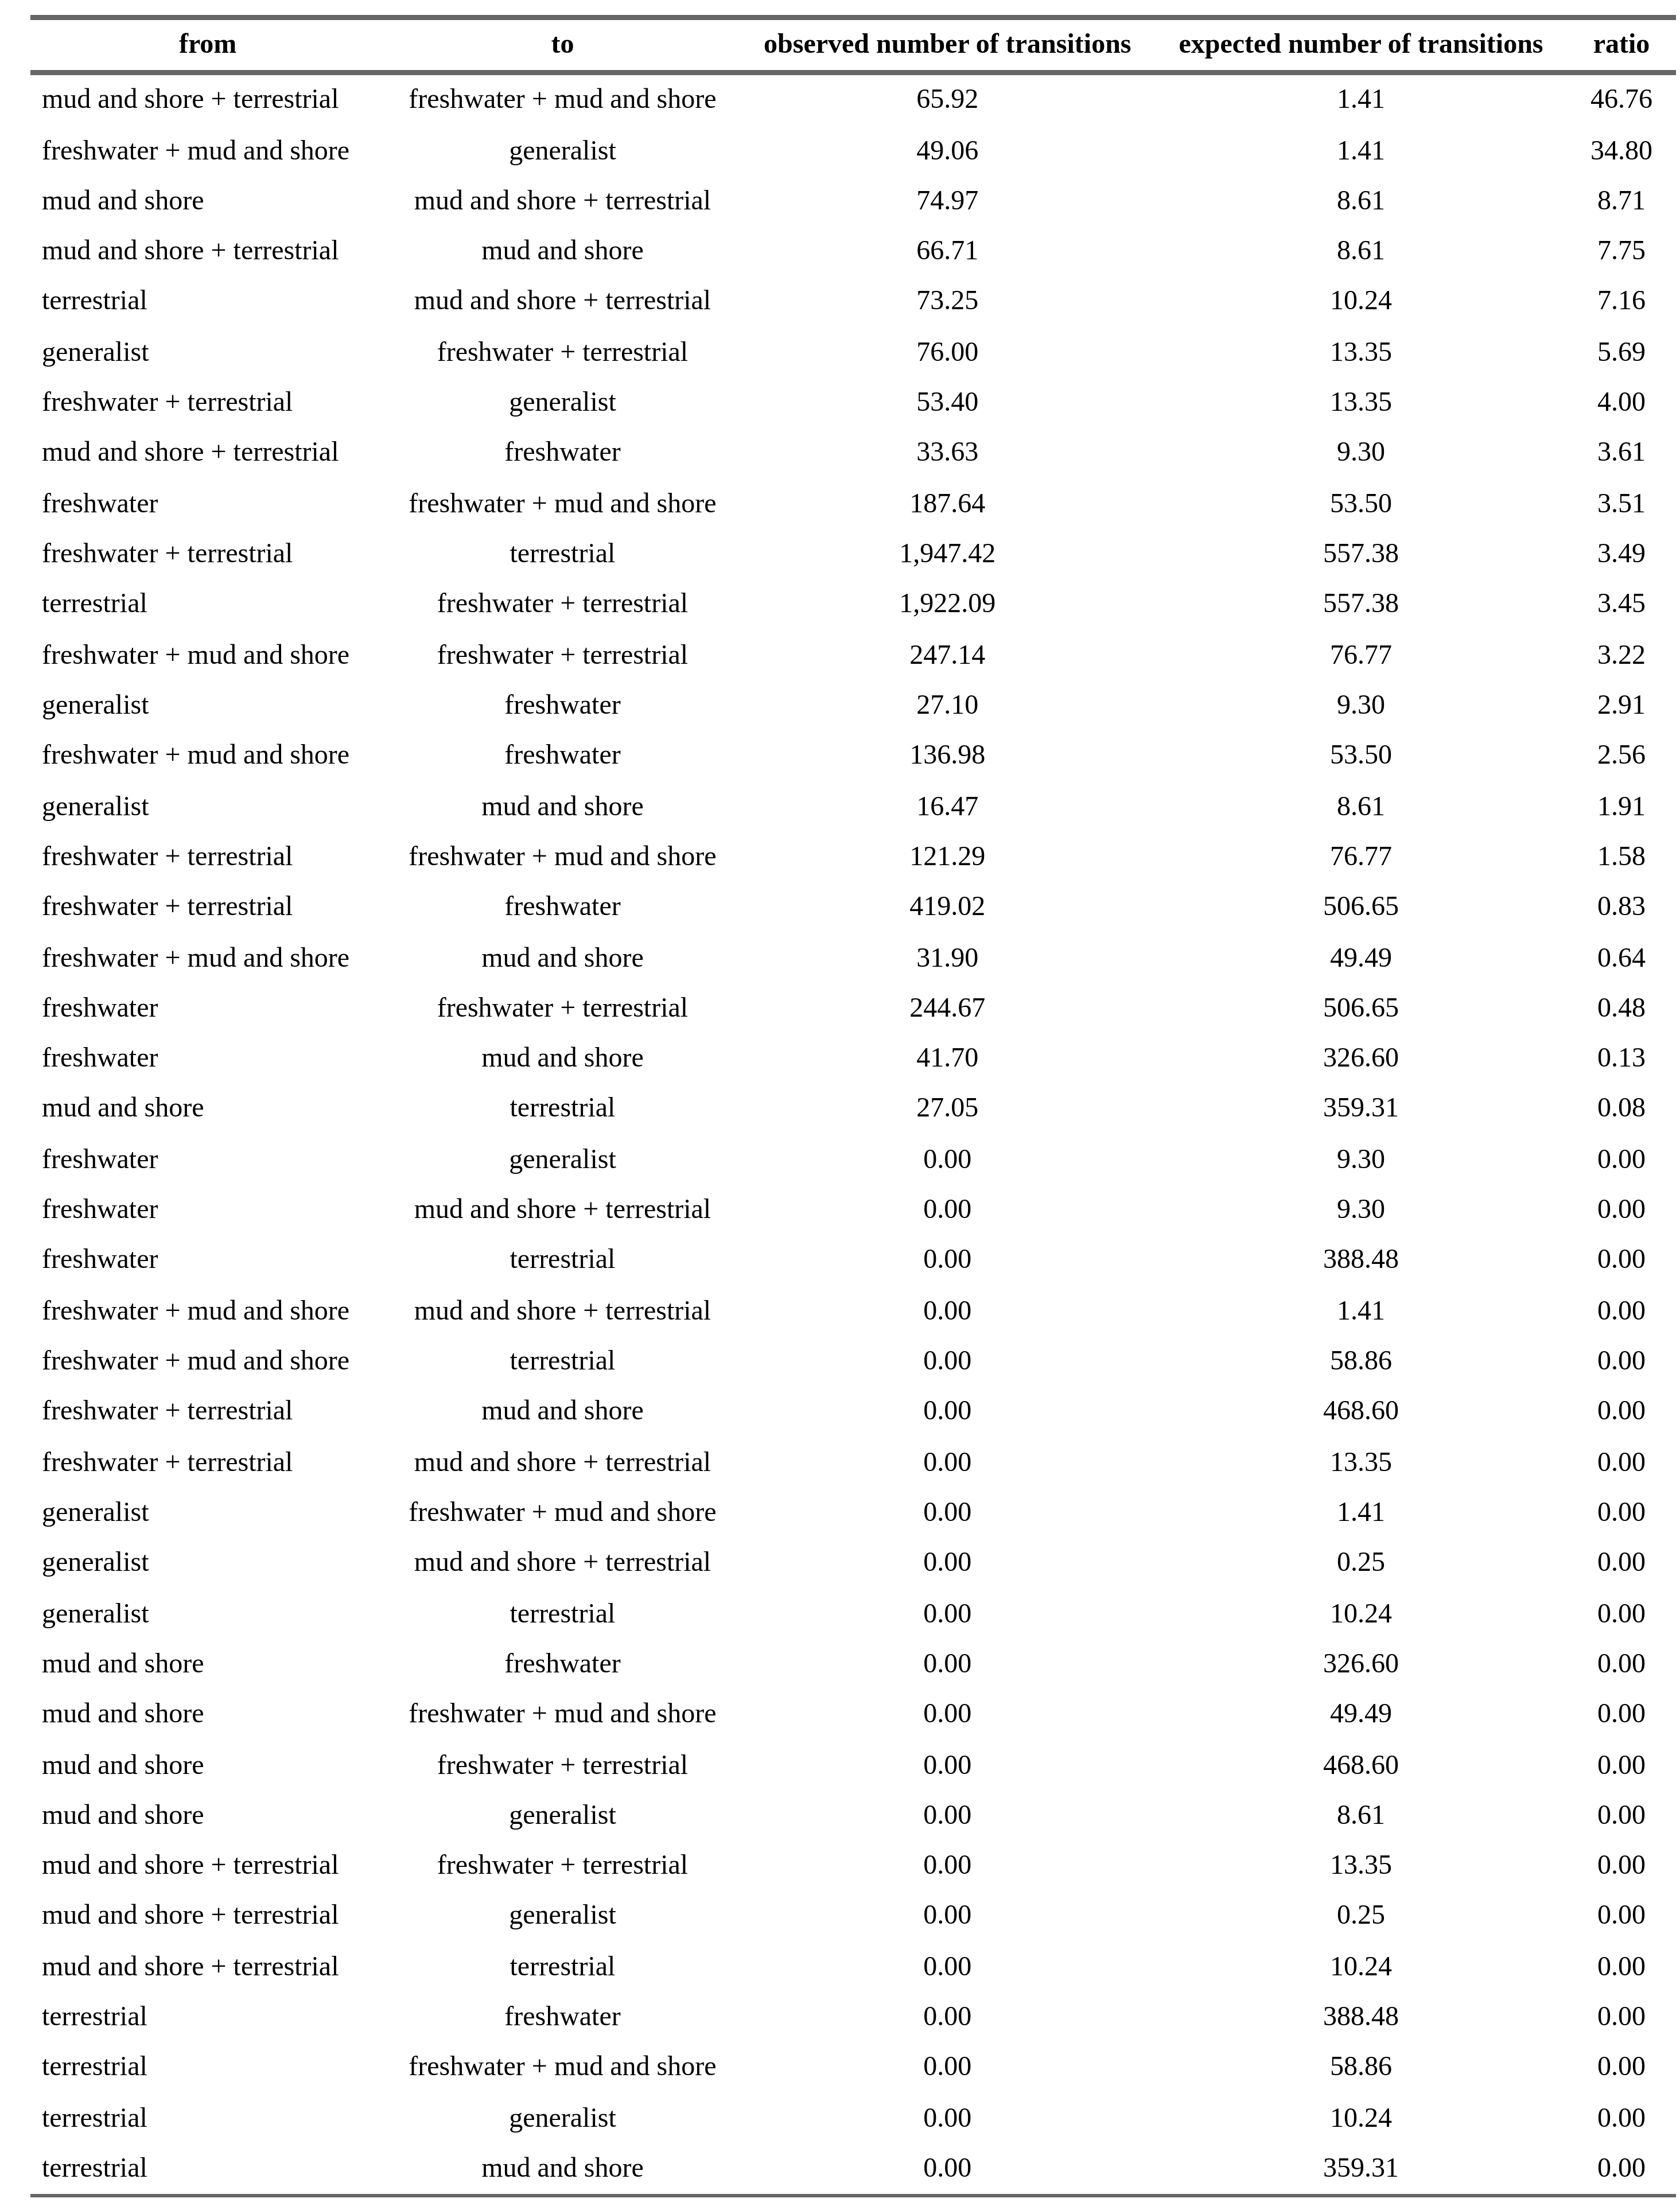 from to observed number of transitions expected number of transitions ratio
mud and shore + terrestrial freshwater + mud and shore 65.92 1.41 46.76
freshwater + mud and shore generalist 49.06 1.41 34.80
mud and shore mud and shore + terrestrial 74.97 8.61 8.71
mud and shore + terrestrial mud and shore 66.71 8.61 7.75
terrestrial mud and shore + terrestrial 73.25 10.24 7.16
generalist freshwater + terrestrial 76.00 13.35 5.69
freshwater + terrestrial generalist 53.40 13.35 4.00
mud and shore + terrestrial freshwater 33.63 9.30 3.61
freshwater freshwater + mud and shore 187.64 53.50 3.51
freshwater + terrestrial terrestrial 1,947.42 557.38 3.49
terrestrial freshwater + terrestrial 1,922.09 557.38 3.45
freshwater + mud and shore freshwater + terrestrial 247.14 76.77 3.22
generalist freshwater 27.10 9.30 2.91
freshwater + mud and shore freshwater 136.98 53.50 2.56
generalist mud and shore 16.47 8.61 1.91
freshwater + terrestrial freshwater + mud and shore 121.29 76.77 1.58
freshwater + terrestrial freshwater 419.02 506.65 0.83
freshwater + mud and shore mud and shore 31.90 49.49 0.64
freshwater freshwater + terrestrial 244.67 506.65 0.48
freshwater mud and shore 41.70 326.60 0.13
mud and shore terrestrial 27.05 359.31 0.08
freshwater generalist 0.00 9.30 0.00
freshwater mud and shore + terrestrial 0.00 9.30 0.00
freshwater terrestrial 0.00 388.48 0.00
freshwater + mud and shore mud and shore + terrestrial 0.00 1.41 0.00
freshwater + mud and shore terrestrial 0.00 58.86 0.00
freshwater + terrestrial mud and shore 0.00 468.60 0.00
freshwater + terrestrial mud and shore + terrestrial 0.00 13.35 0.00
generalist freshwater + mud and shore 0.00 1.41 0.00
generalist mud and shore + terrestrial 0.00 0.25 0.00
generalist terrestrial 0.00 10.24 0.00
mud and shore freshwater 0.00 326.60 0.00
mud and shore freshwater + mud and shore 0.00 49.49 0.00
mud and shore freshwater + terrestrial 0.00 468.60 0.00
mud and shore generalist 0.00 8.61 0.00
mud and shore + terrestrial freshwater + terrestrial 0.00 13.35 0.00
mud and shore + terrestrial generalist 0.00 0.25 0.00
mud and shore + terrestrial terrestrial 0.00 10.24 0.00
terrestrial freshwater 0.00 388.48 0.00
terrestrial freshwater + mud and shore 0.00 58.86 0.00
terrestrial generalist 0.00 10.24 0.00
terrestrial mud and shore 0.00 359.31 0.00